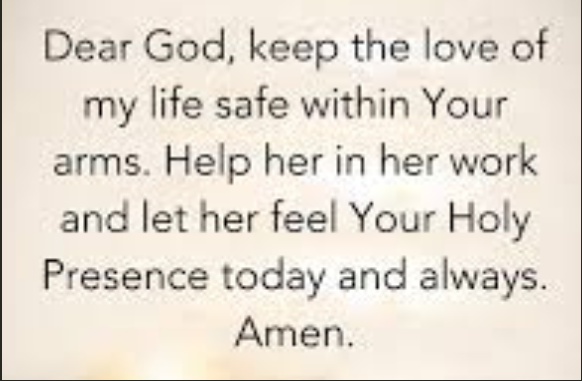 Dear God, keep the love of
my life safe within Your
arms. Help her in her work
and let her feel Your Holy
Presence today and always.
Amen.